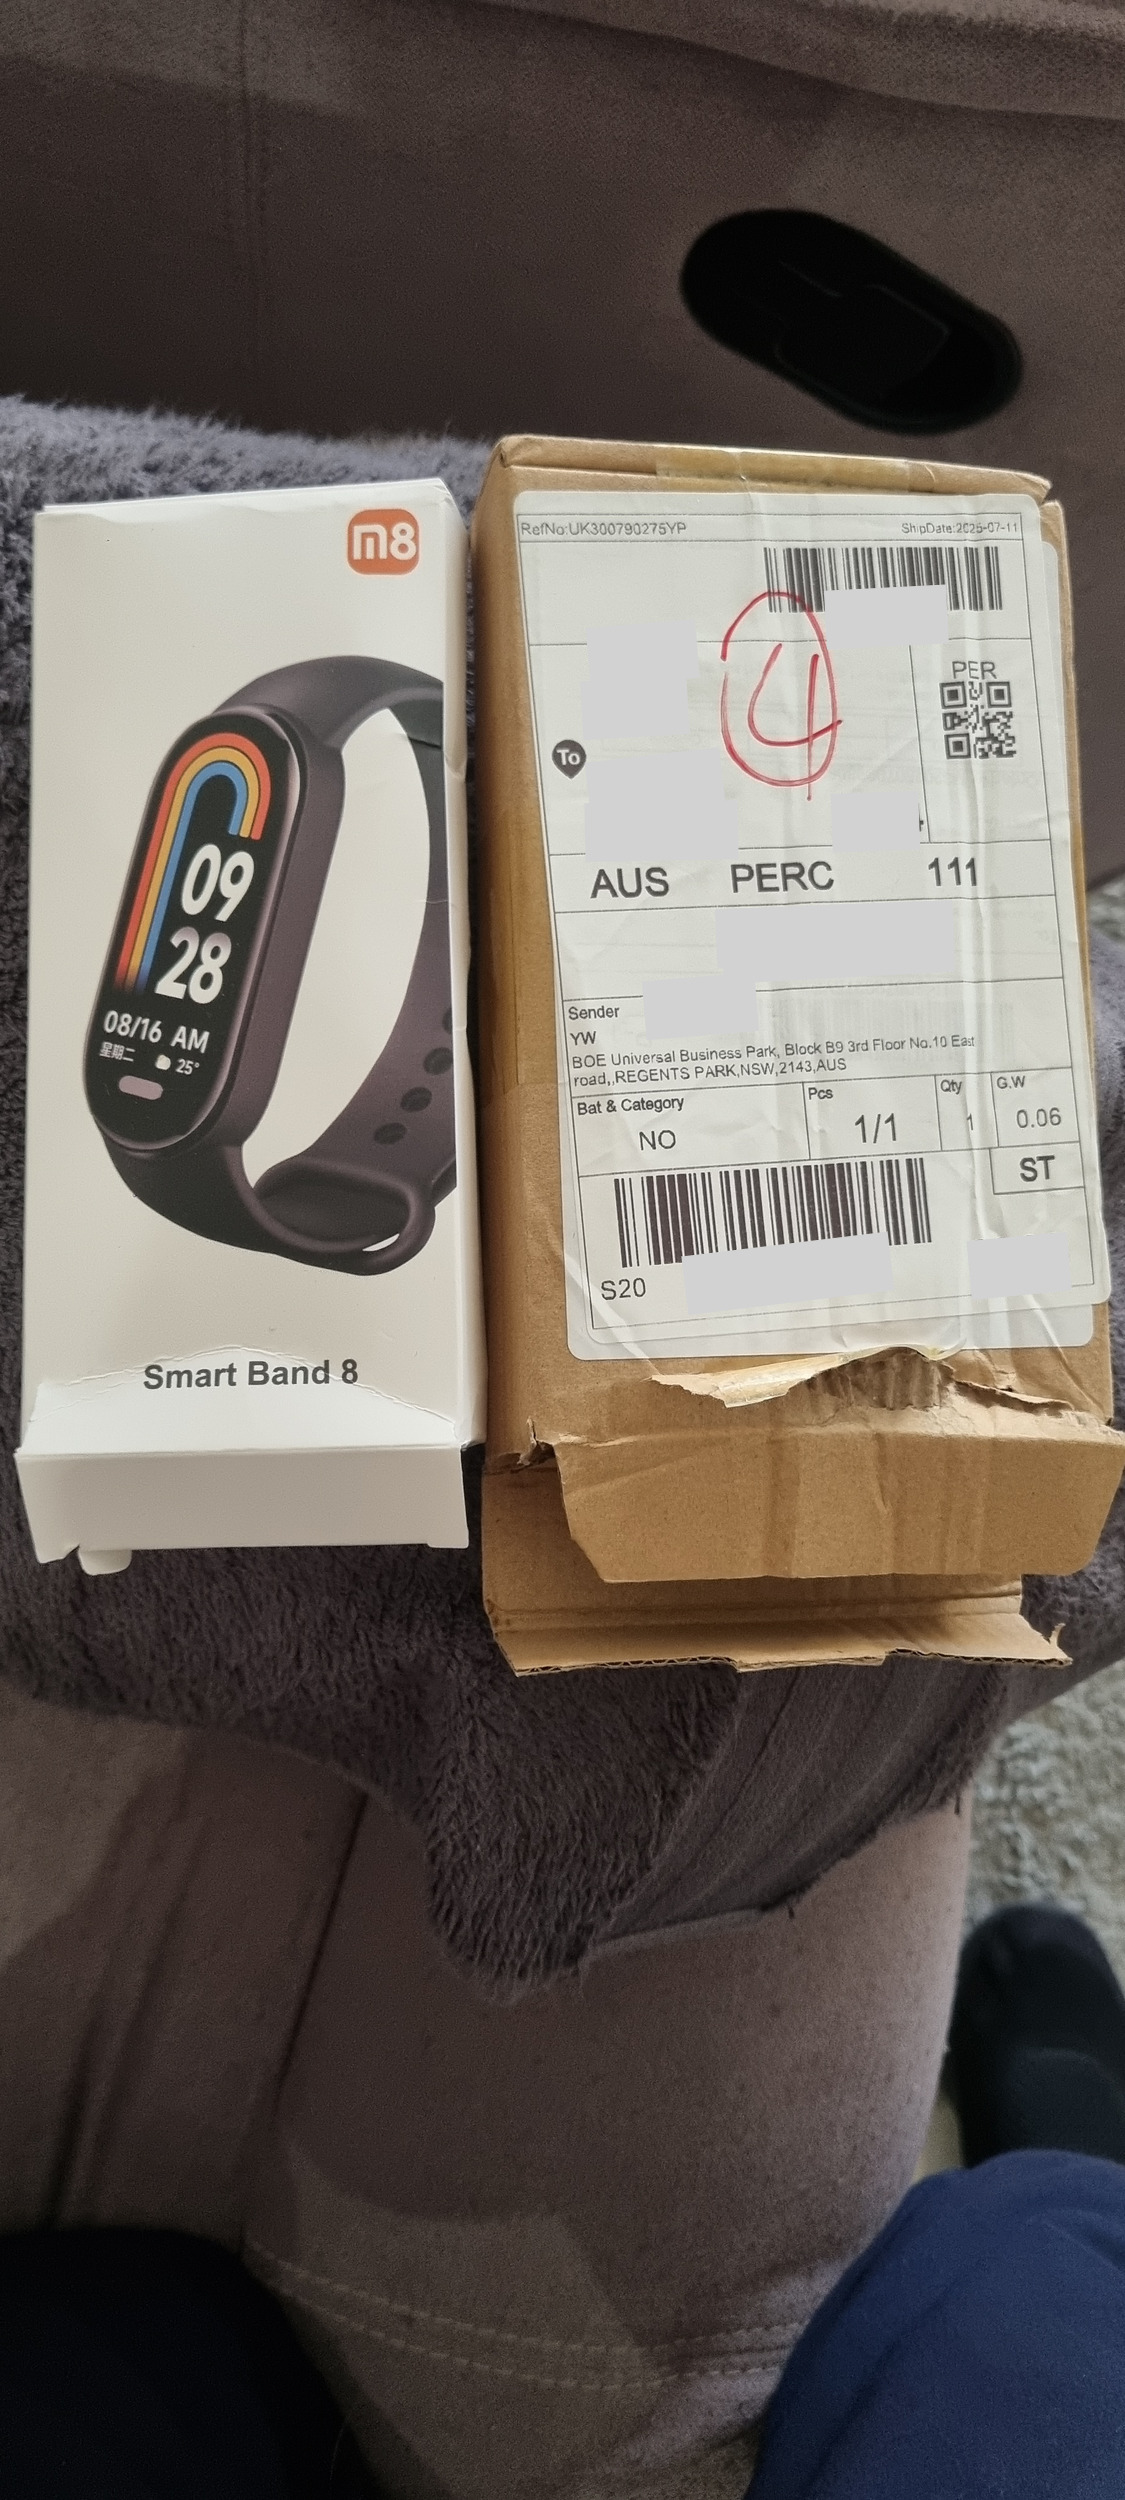 m8
09
28
08/16 AM
星期二 25°
Smart Band 8
RefNo:UK300790275YP ShipDate:2025-07-11
4
PER
To
AUS PERC 111
Sender
YW
BOE Universal Business Park, Block B9 3rd Floor No.10 East
road,,REGENTS PARK,NSW,2143,AUS
Bat & Category Pcs Qty G.W
NO 1/1 1 0.06
ST
S20